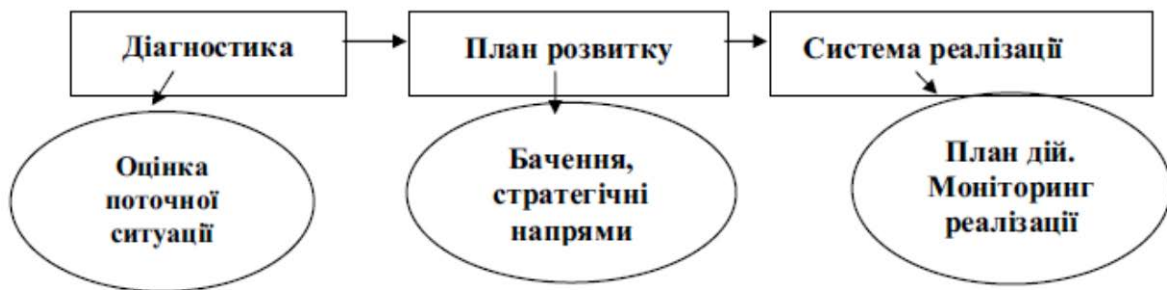 Діагностика
План розвитку
Система реалізації
Оцінка
поточної
ситуації
Бачення,
стратегічні
напрями
План дій.
Моніторинг
реалізації